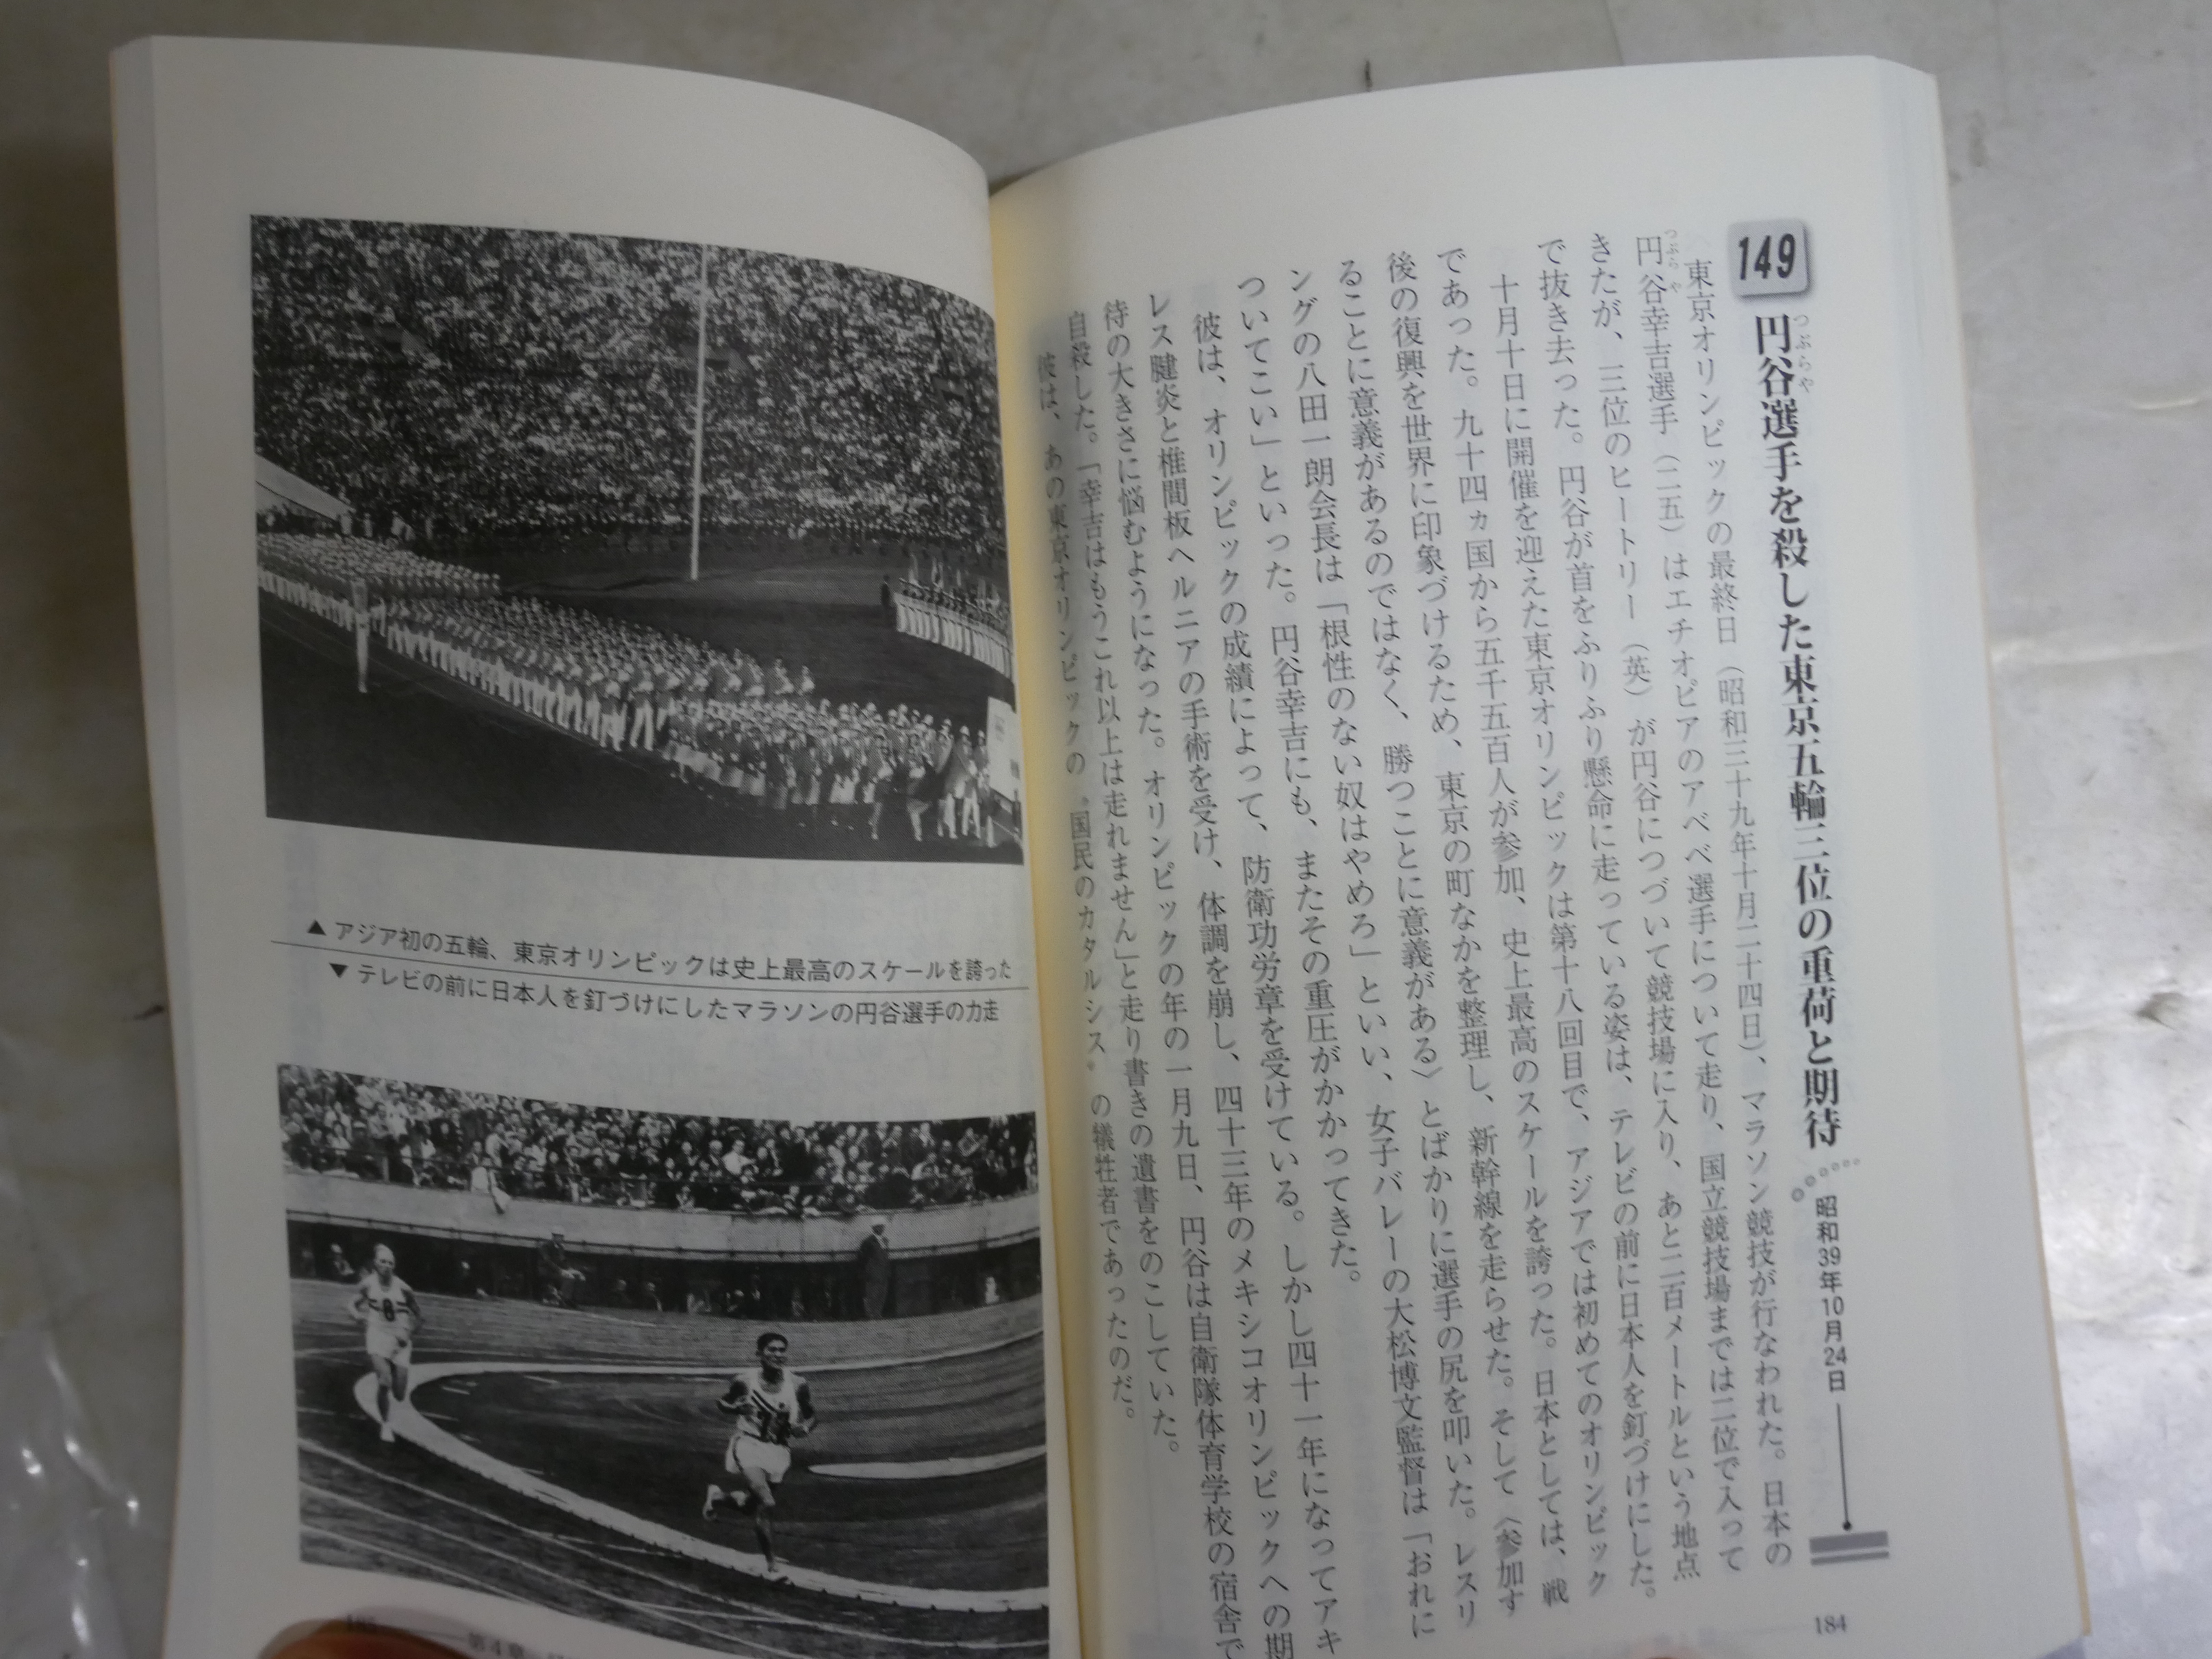 149
円谷選手を殺した東京五輪三位の重荷と期待
つぶらや
昭和39年10月24日
東京オリンピックの最終日（昭和三十九年十月二十四日）、マラソン競技が行なわれた。日本の
円谷幸吉選手（二五）はエチオピアのアベベ選手について走り、国立競技場までは二位で入って
つぶらや
きたが、三位のヒートリー（英）が円谷につづいて競技場に入り、あと二百メートルという地点
で抜き去った。円谷が首をふりふり懸命に走っている姿は、テレビの前に日本人を釘づけにした。
十月十日に開催を迎えた東京オリンピックは第十八回目で、アジアでは初めてのオリンピック
であった。九十四ヵ国から五千五百人が参加、史上最高のスケールを誇った。日本としては、戦
後の復興を世界に印象づけるため、東京の町なかを整理し、新幹線を走らせた。そして〈参加す
ることに意義があるのではなく、勝つことに意義がある〉とばかりに選手の尻を叩いた。レスリ
ングの八田一朗会長は「根性のない奴はやめろ」といい、女子バレーの大松博文監督は「おれに
ついてこい」といった。円谷幸吉にも、またその重圧がかかってきた。
彼は、オリンピックの成績によって、防衛功労章を受けている。しかし四十一年になってアキ
レス腱炎と椎間板ヘルニアの手術を受け、体調を崩し、四十三年のメキシコオリンピックへの期
待の大きさに悩むようになった。オリンピックの年の一月九日、円谷は自衛隊体育学校の宿舎で
自殺した。「幸吉はもうこれ以上は走れません」と走り書きの遺書をのこしていた。
彼は、あの東京オリンピックの〝国民のカタルシス〟の犠牲者であったのだ。
184
▲アジア初の五輪、東京オリンピックは史上最高のスケールを誇った
▼テレビの前に日本人を釘づけにしたマラソンの円谷選手の力走
第4章